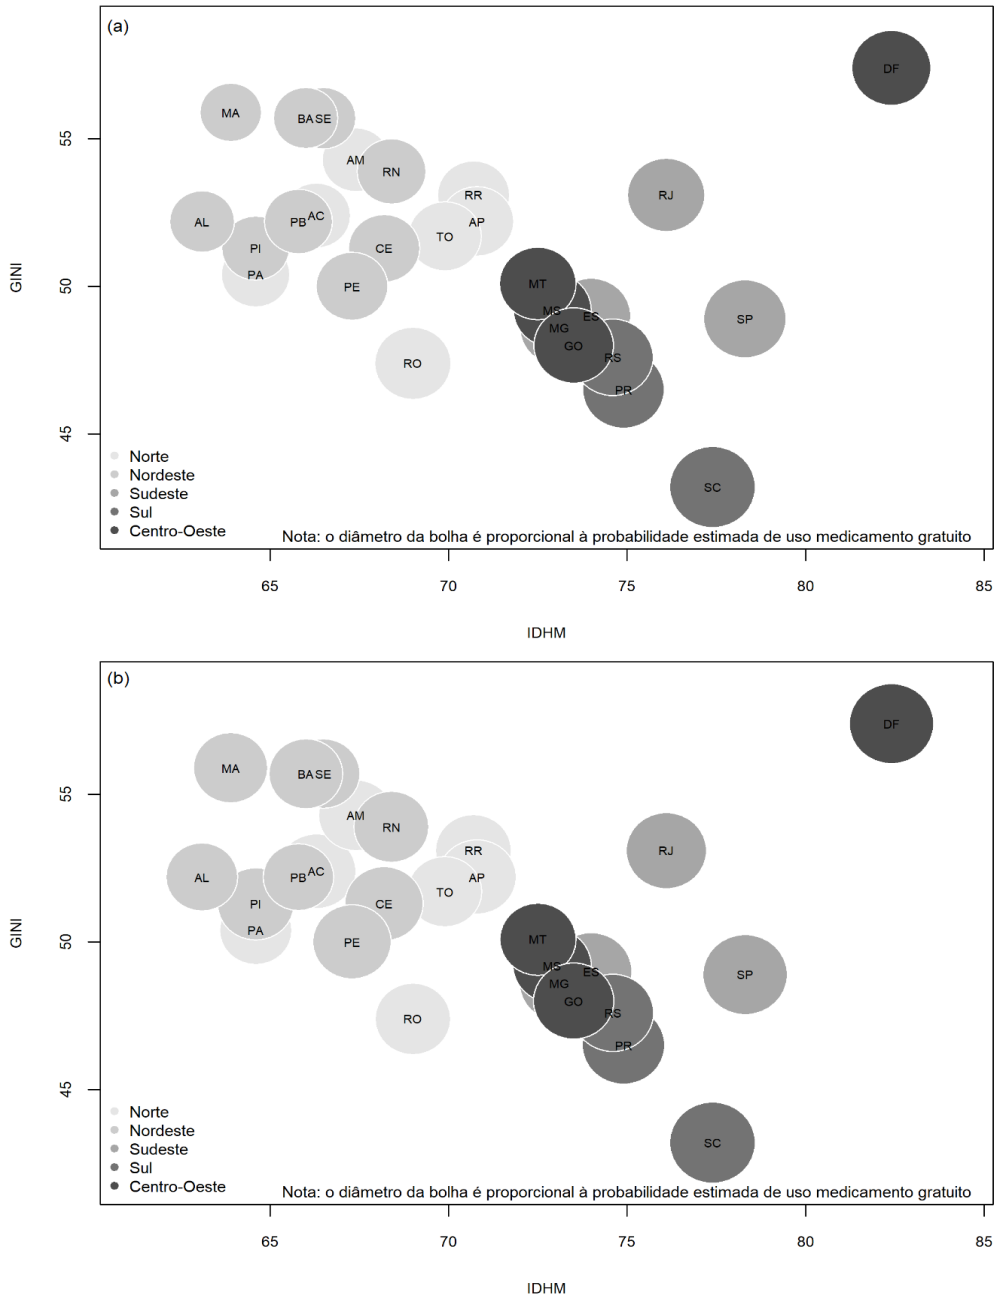 (a)
DF
MA
BA SE
AM
RN
RR
RJ
AL
PB AC
AP
TO
PI
CE
PA
PE
MT
MS
ES
SP
MG
GO
RS
RO
PR
SC
55
50
45
GINI
Norte
Nordeste
Sudeste
Sul
Centro-Oeste
Nota: o diâmetro da bolha é proporcional à probabilidade estimada de uso medicamento gratuito
65 70 75 80 85
IDHM
(b)
DF
MA
BA SE
AM
RN
RR
RJ
AL
PB AC
AP
TO
PI
CE
PA
PE
MT
MS
ES
SP
MG
GO
RS
RO
PR
SC
55
50
45
GINI
Norte
Nordeste
Sudeste
Sul
Centro-Oeste
Nota: o diâmetro da bolha é proporcional à probabilidade estimada de uso medicamento gratuito
65 70 75 80 85
IDHM